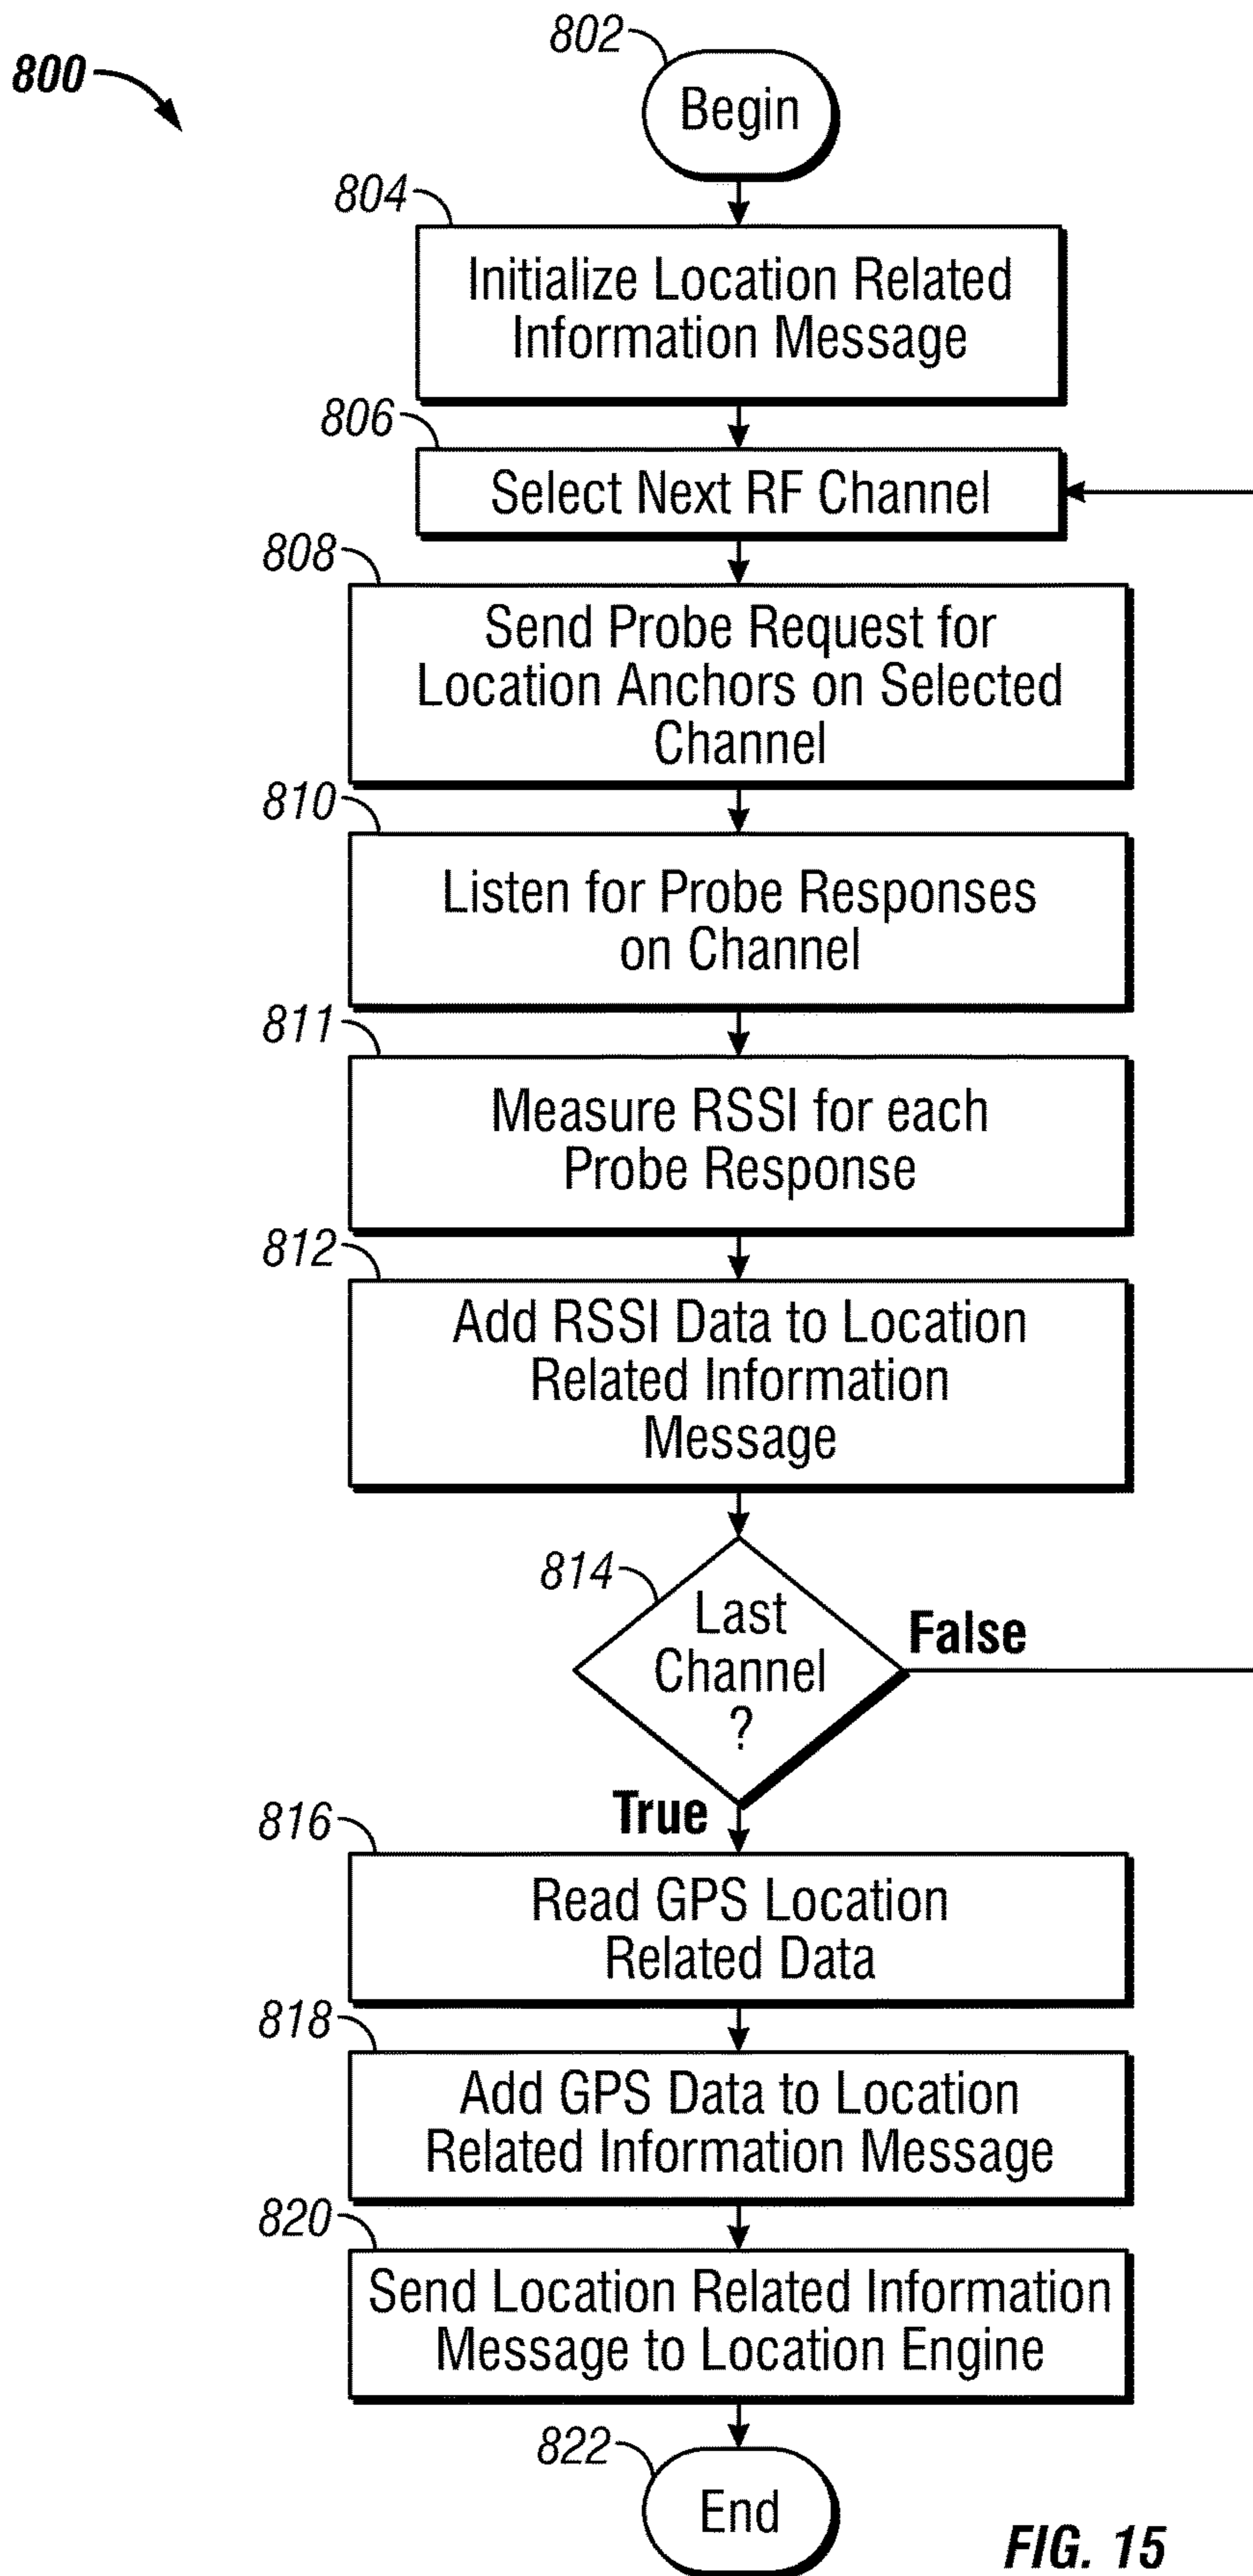 800
802
Begin
804
Initialize Location Related
Information Message
806
Select Next RF Channel
808
Send Probe Request for
Location Anchors on Selected
Channel
810
Listen for Probe Responses
on Channel
811
Measure RSSI for each
Probe Response
812
Add RSSI Data to Location
Related Information
Message
814
Last
Channel
?
False
True
816
Read GPS Location
Related Data
818
Add GPS Data to Location
Related Information Message
820
Send Location Related Information
Message to Location Engine
822
End
FIG. 15